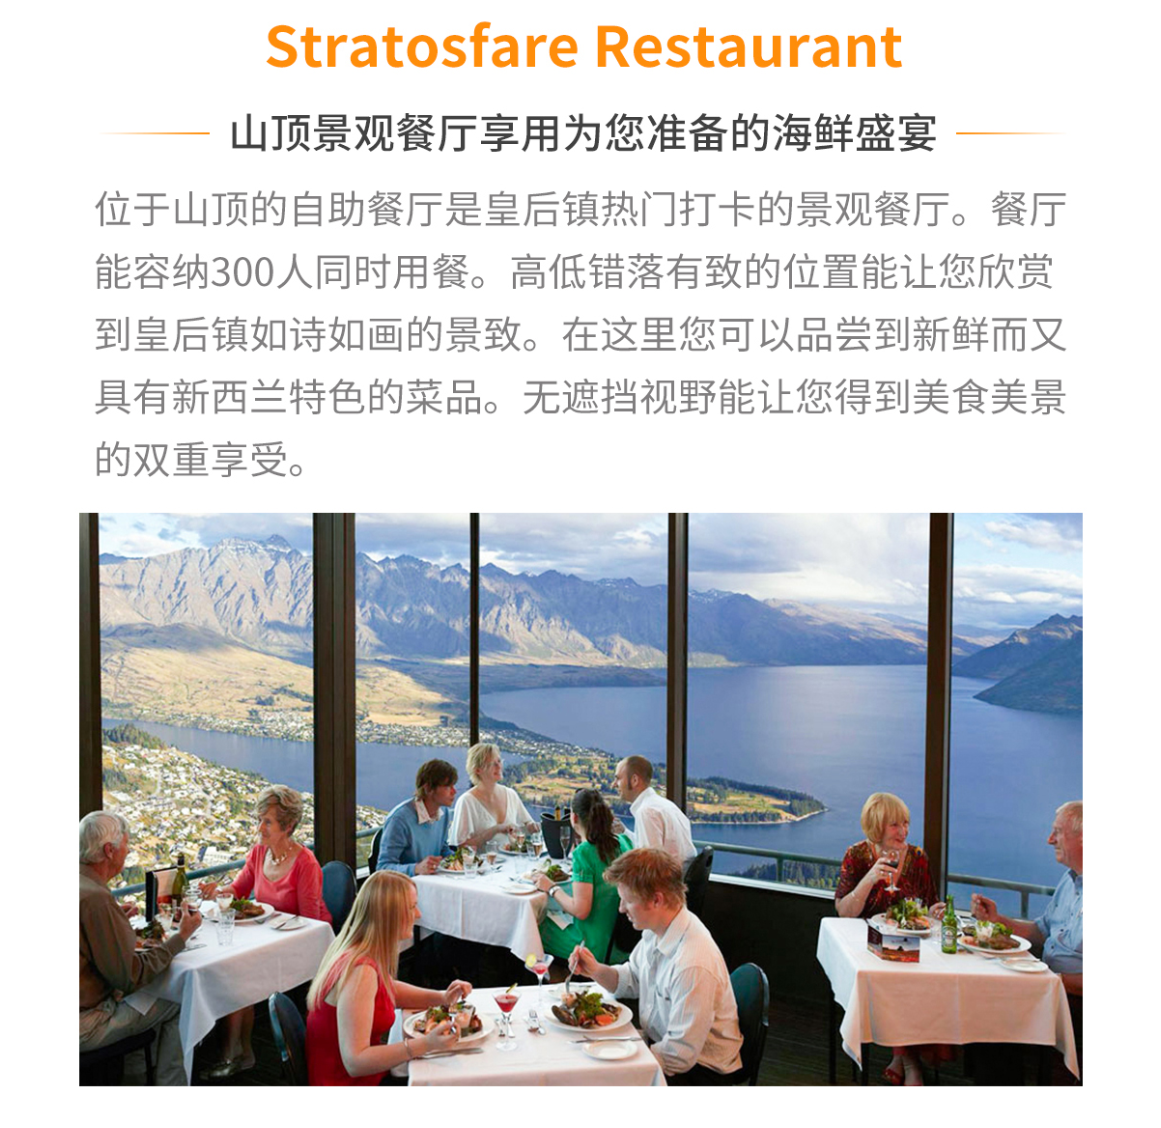 Stratosfare Restaurant
山顶景观餐厅享用为您准备的海鲜盛宴
位于山顶的自助餐厅是皇后镇热门打卡的景观餐厅。餐厅
能容纳300人同时用餐。高低错落有致的位置能让您欣赏
到皇后镇如诗如画的景致。在这里您可以品尝到新鲜而又
具有新西兰特色的菜品。无遮挡视野能让您得到美食美景
的双重享受。